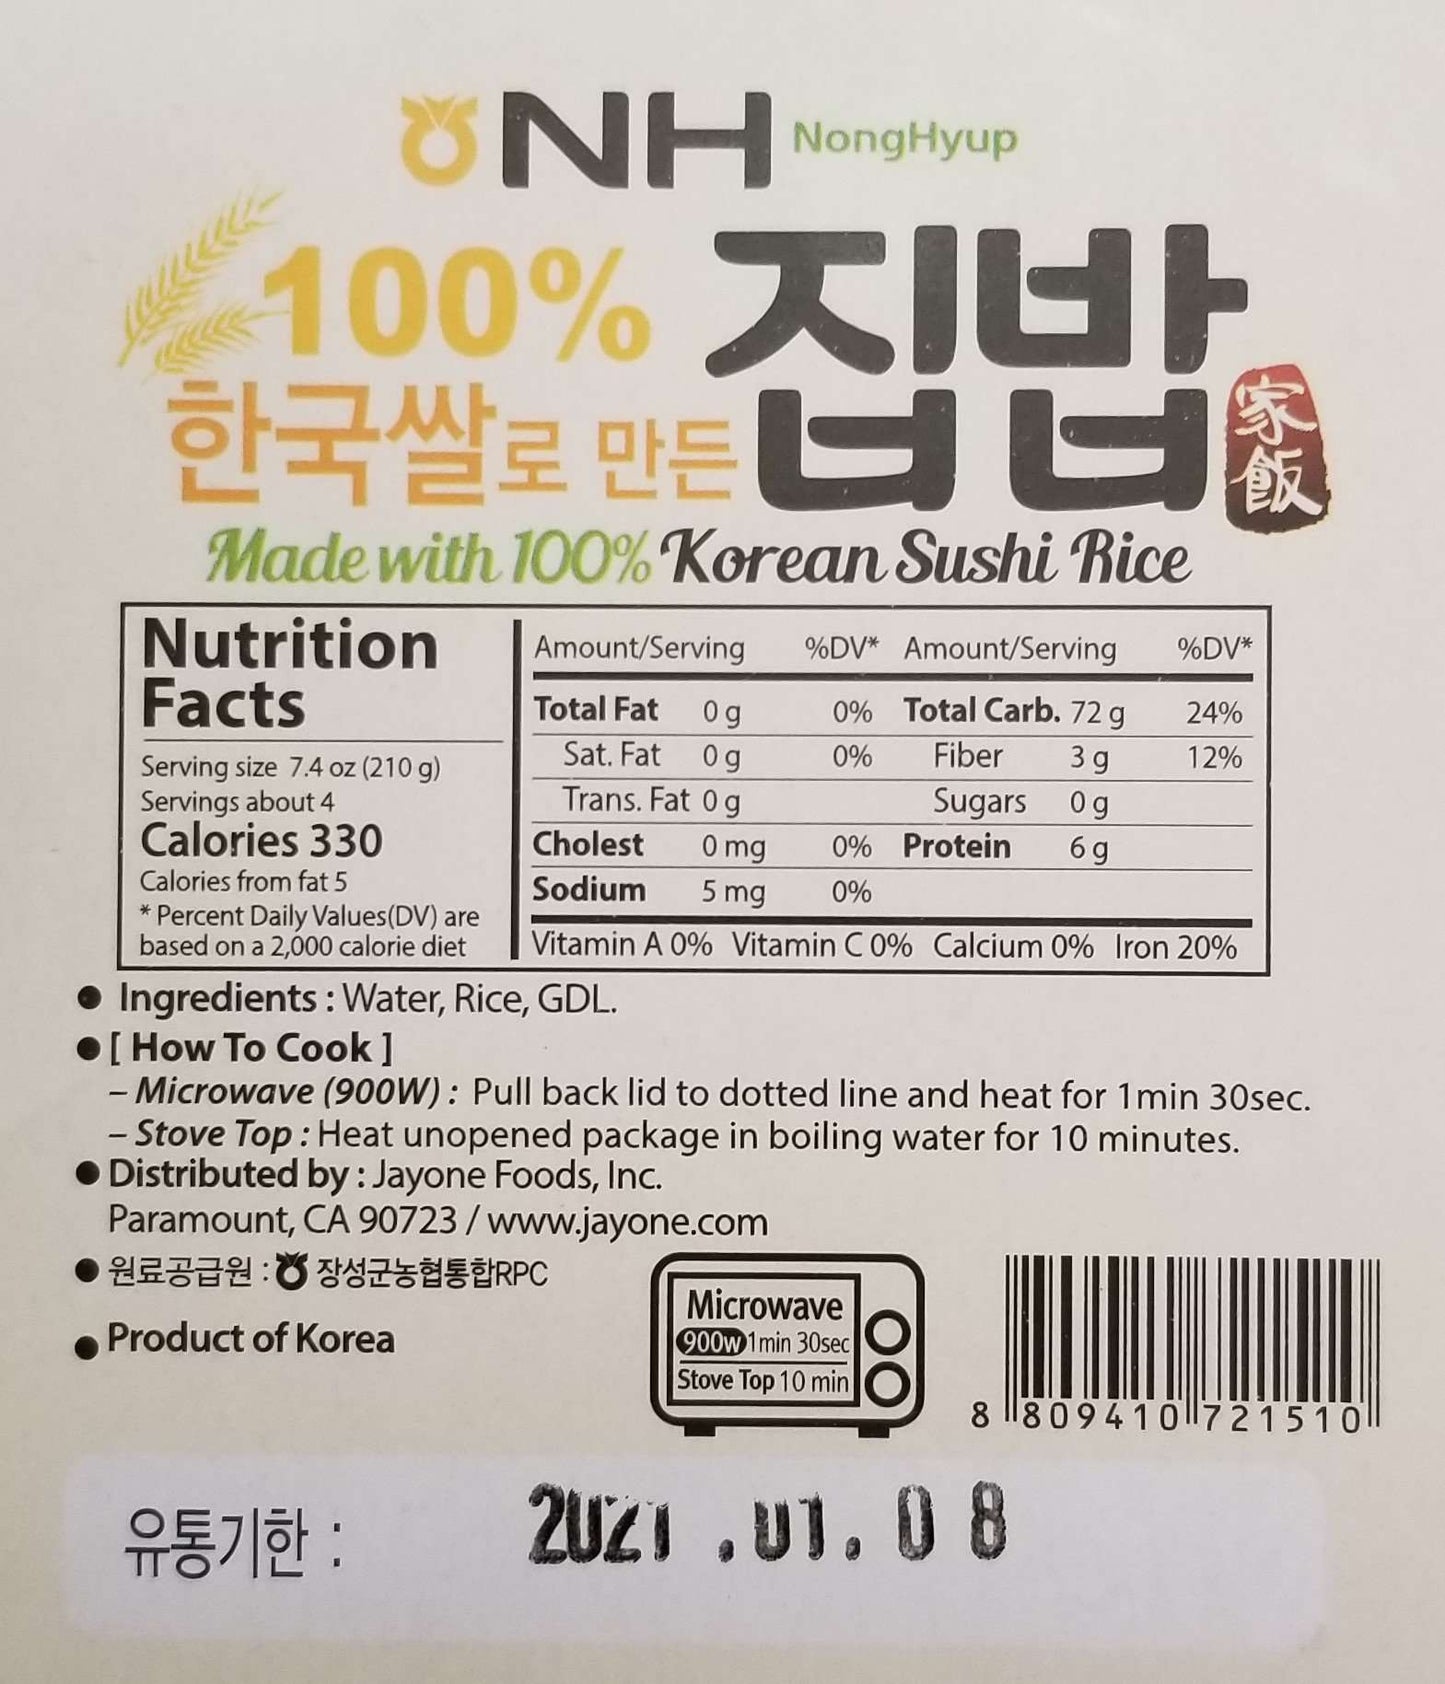 NH NongHyup
100%
한국쌀로 만든
집밥
家飯
Made with 100% Korean Sushi Rice
Nutrition
Facts
Serving size 7.4 oz (210 g)
Servings about 4
Calories 330
Calories from fat 5
* Percent Daily Values(DV) are
based on a 2,000 calorie diet
Amount/Serving %DV* Amount/Serving %DV*
Total Fat 0 g 0% Total Carb. 72 g 24%
Sat. Fat 0 g 0% Fiber 3 g 12%
Trans. Fat 0 g Sugars 0 g
Cholest 0 mg 0% Protein 6 g
Sodium 5 mg 0%
Vitamin A 0% Vitamin C 0% Calcium 0% Iron 20%
● Ingredients : Water, Rice, GDL.
● [ How To Cook ]
– Microwave (900W) : Pull back lid to dotted line and heat for 1min 30sec.
– Stove Top : Heat unopened package in boiling water for 10 minutes.
● Distributed by : Jayone Foods, Inc.
Paramount, CA 90723 / www.jayone.com
● 원료공급원 : 장성군농협통합RPC
● Product of Korea
Microwave
900w 1min 30sec
Stove Top 10 min
8 809410 721510
유통기한 : 2021 .01. 08